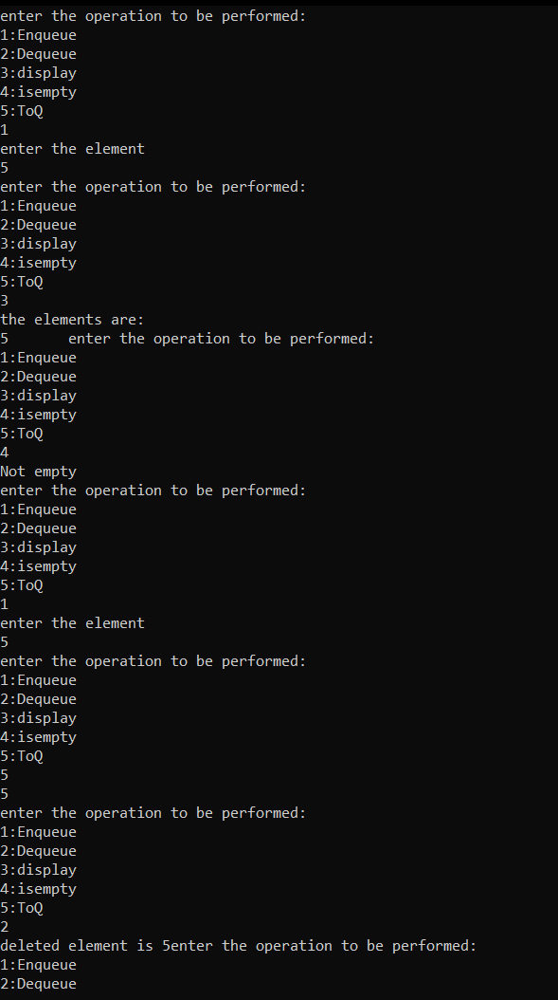 enter the operation to be performed:
1:Enqueue
2:Dequeue
3:display
4:isempty
5:ToQ
1
enter the element
5
enter the operation to be performed:
1:Enqueue
2:Dequeue
3:display
4:isempty
5:ToQ
3
the elements are:
5       enter the operation to be performed:
1:Enqueue
2:Dequeue
3:display
4:isempty
5:ToQ
4
Not empty
enter the operation to be performed:
1:Enqueue
2:Dequeue
3:display
4:isempty
5:ToQ
1
enter the element
5
enter the operation to be performed:
1:Enqueue
2:Dequeue
3:display
4:isempty
5:ToQ
5
5
enter the operation to be performed:
1:Enqueue
2:Dequeue
3:display
4:isempty
5:ToQ
2
deleted element is 5enter the operation to be performed:
1:Enqueue
2:Dequeue